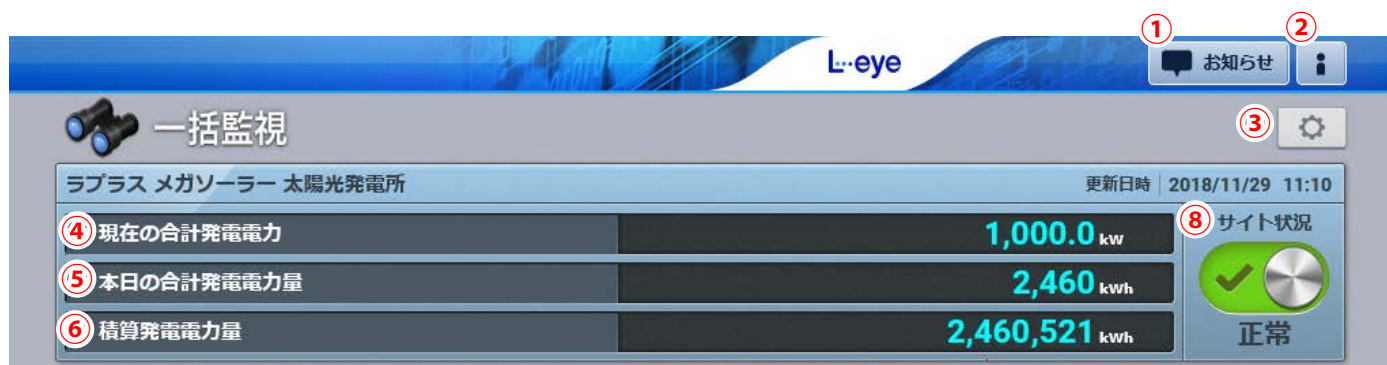 ① ②
L…eye お知らせ
一括監視 ③
ラプラス メガソーラー 太陽光発電所 更新日時 2018/11/29 11:10
④ 現在の合計発電電力 1,000.0 kW ⑧ サイト状況
⑤ 本日の合計発電電力量 2,460 kWh
⑥ 積算発電電力量 2,460,521 kWh 正常